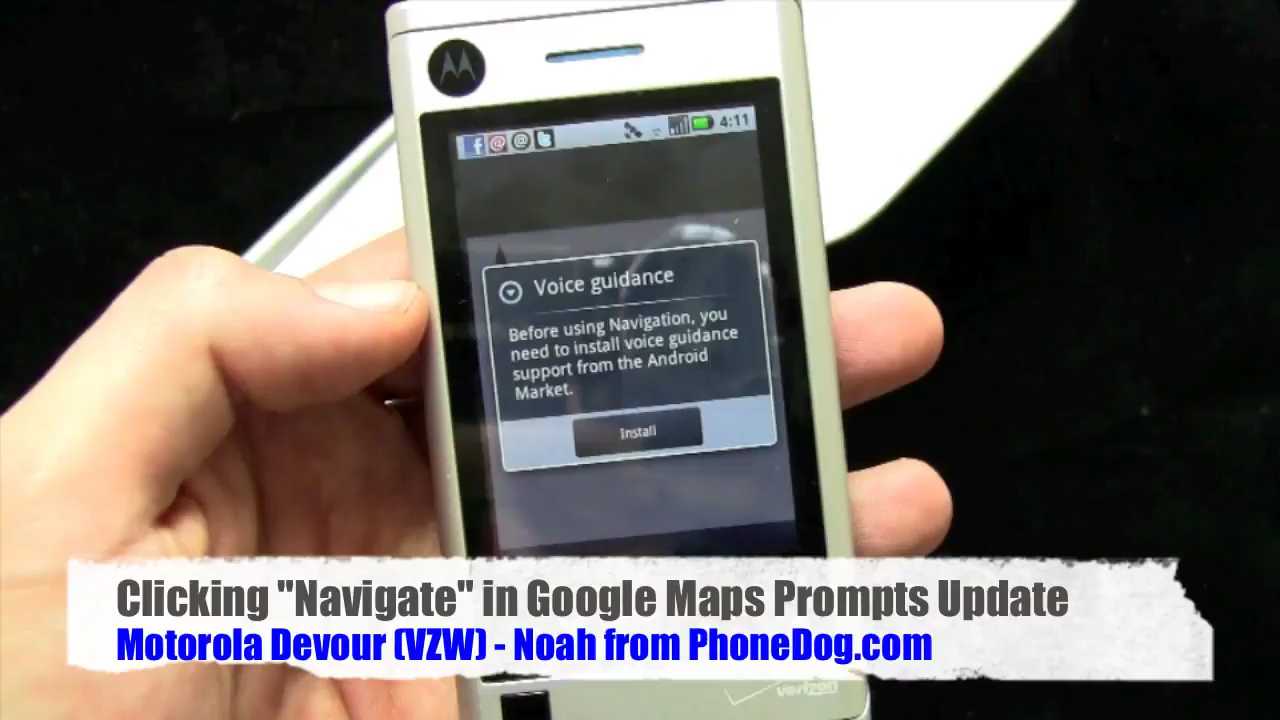 4:11
Voice guidance
Before using Navigation, you
need to install voice guidance
support from the Android
Market.
Install
Clicking "Navigate" in Google Maps Prompts Update
Motorola Devour (VZW) - Noah from PhoneDog.com
verizon